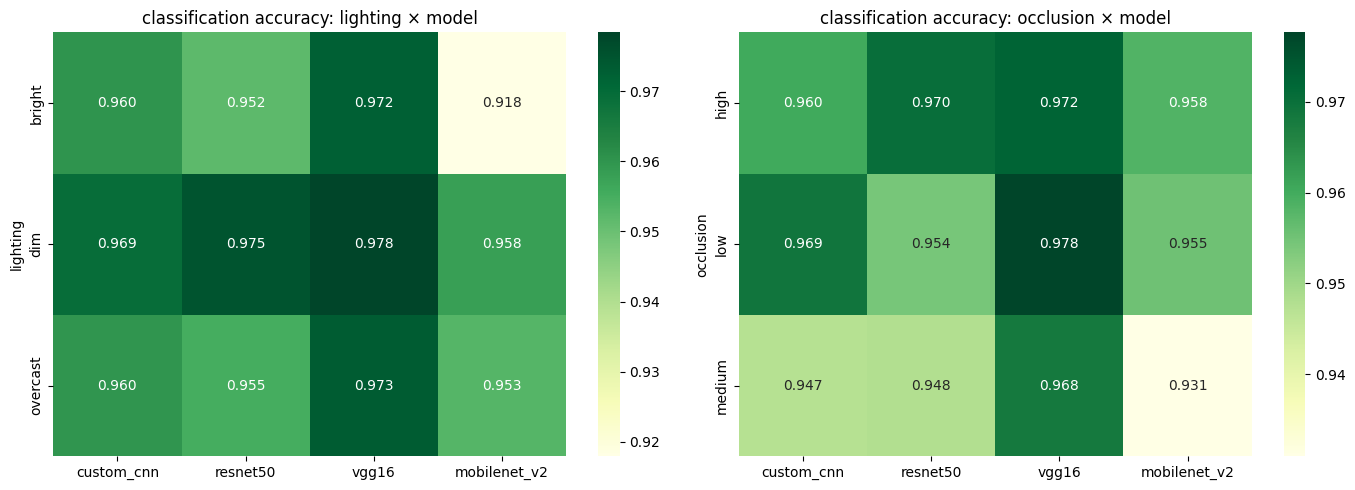 classification accuracy: lighting × model
lighting
bright
0.960 0.952 0.972 0.918
dim
0.969 0.975 0.978 0.958
overcast
0.960 0.955 0.973 0.953
custom_cnn resnet50 vgg16 mobilenet_v2
0.97
0.96
0.95
0.94
0.93
0.92
classification accuracy: occlusion × model
occlusion
high
0.960 0.970 0.972 0.958
low
0.969 0.954 0.978 0.955
medium
0.947 0.948 0.968 0.931
custom_cnn resnet50 vgg16 mobilenet_v2
0.97
0.96
0.95
0.94